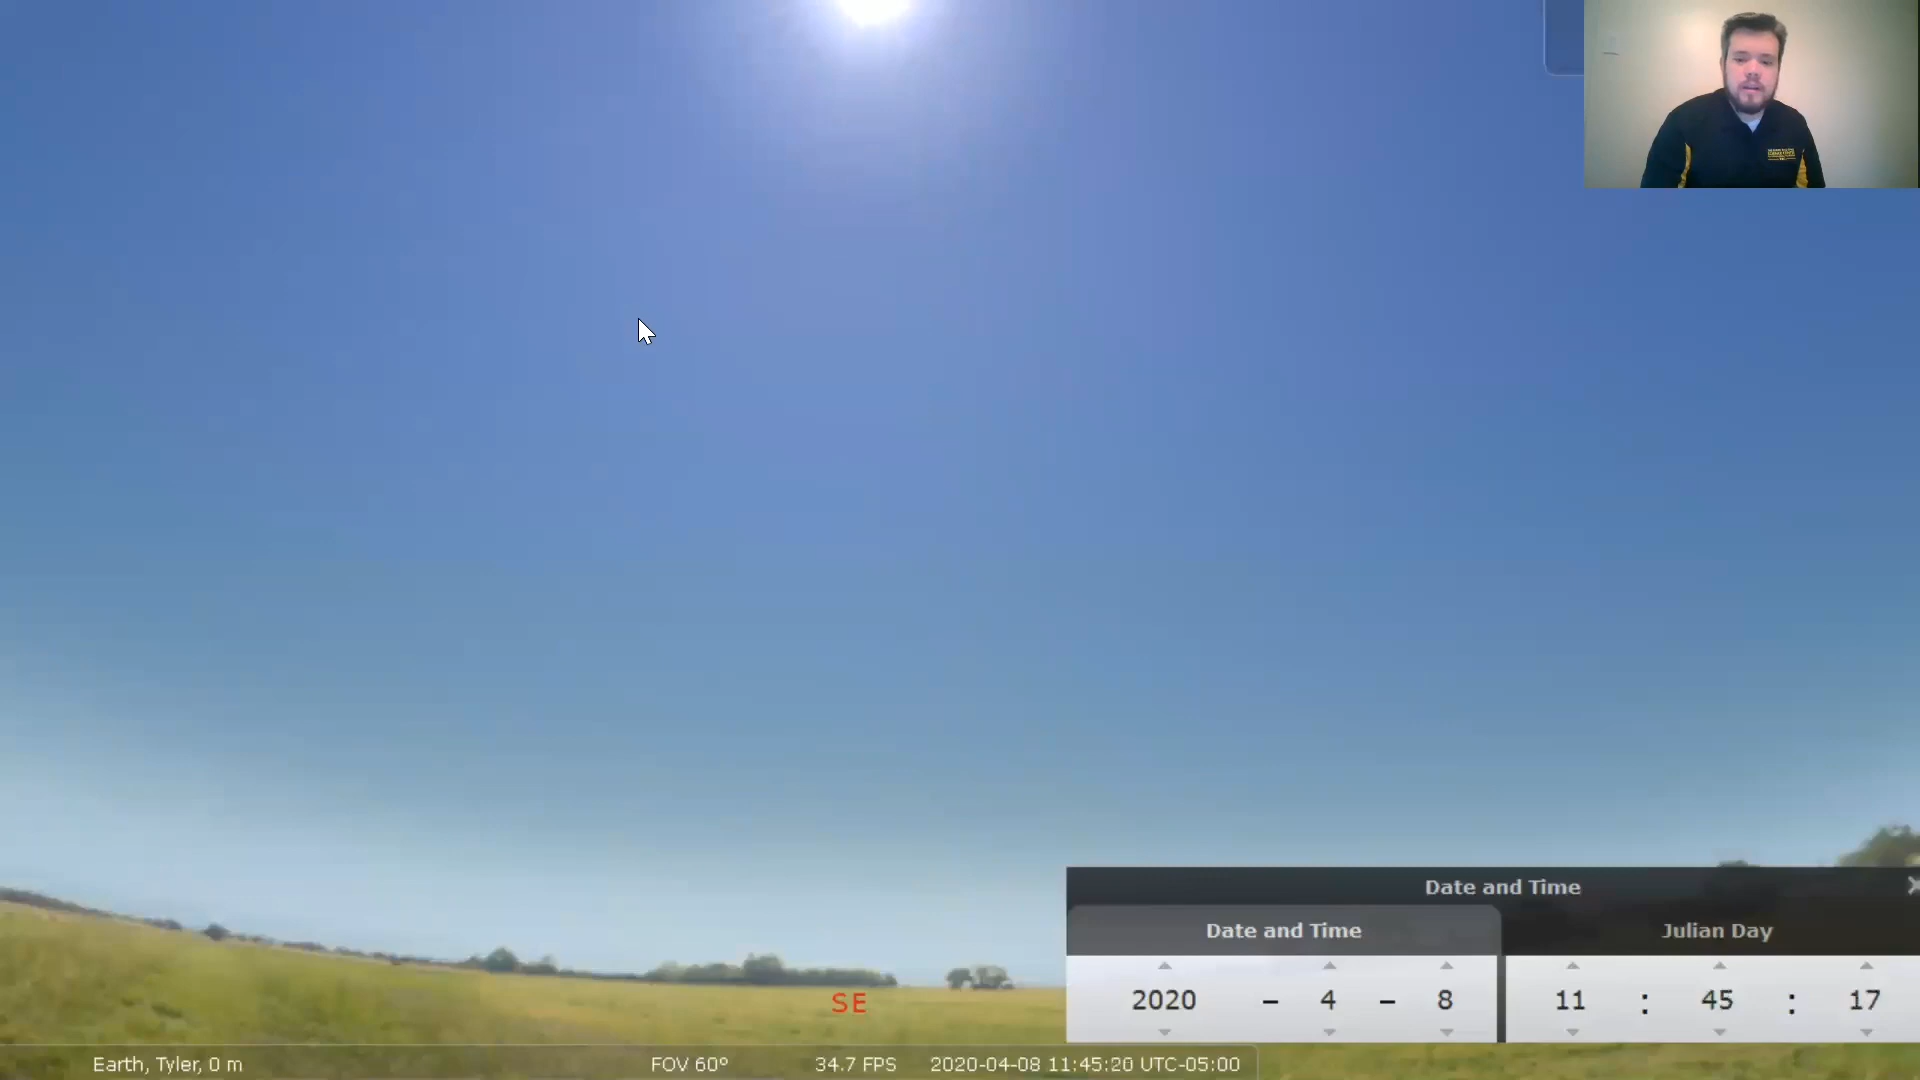 Date and Time
Date and Time
Julian Day
2020 - 4 - 8
11 : 45 : 17
SE
Earth, Tyler, 0 m
FOV 60°
34.7 FPS
2020-04-08 11:45:20 UTC-05:00